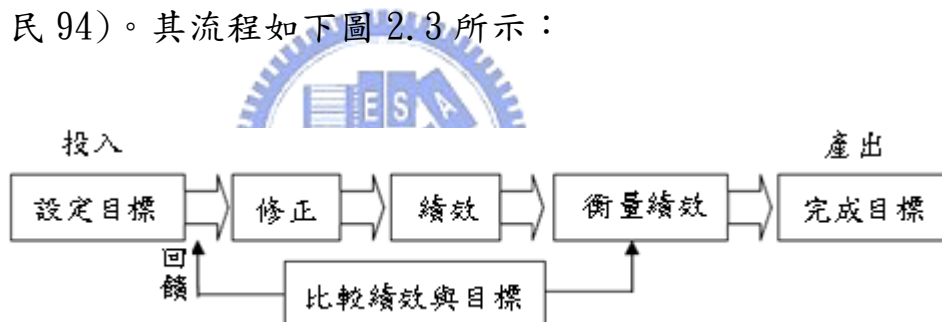 民 94)。其流程如下圖 2.3 所示：
ESA
投入
產出
設定目標
修正
績效
衡量績效
完成目標
回饋
比較績效與目標